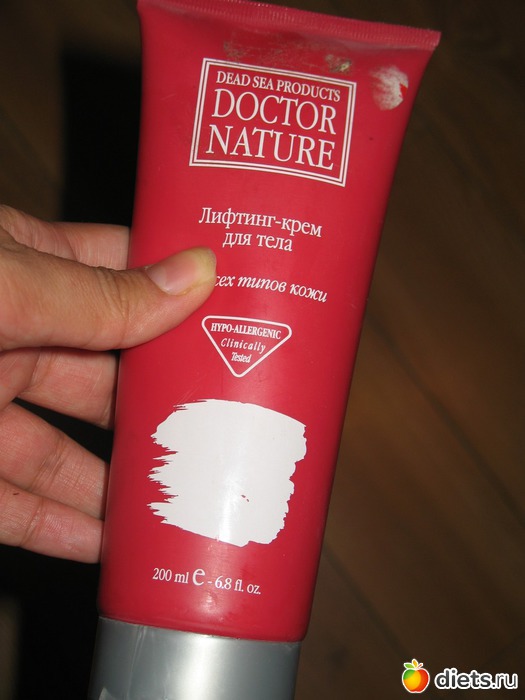 DEAD SEA PRODUCTS
DOCTOR
NATURE
Лифтинг-крем
для тела
типов кожи
HYPO-ALLERGENIC
Clinically
Tested
200 ml e - 6.8 fl. oz.
diets.ru